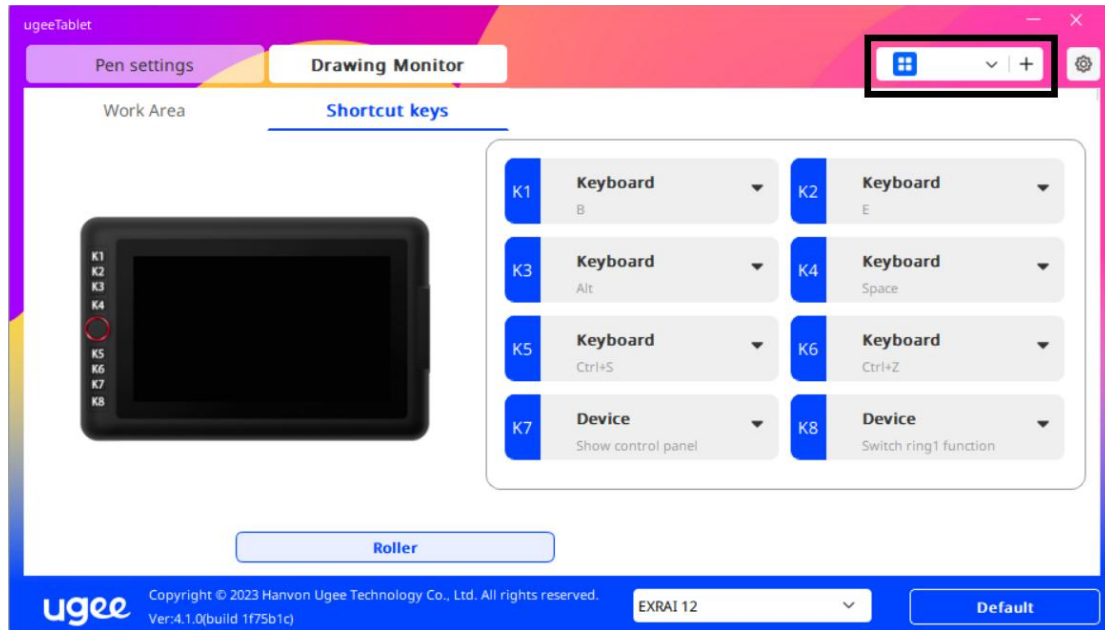 ugeeTablet
Pen settings
Drawing Monitor
Work Area
Shortcut keys
K1
K2
K3
K4
K5
K6
K7
K8
K1 Keyboard
B
K2 Keyboard
E
K3 Keyboard
Alt
K4 Keyboard
Space
K5 Keyboard
Ctrl+S
K6 Keyboard
Ctrl+Z
K7 Device
Show control panel
K8 Device
Switch ring1 function
Roller
ugee
Copyright © 2023 Hanvon Ugee Technology Co., Ltd. All rights reserved.
Ver:4.1.0(build 1f75b1c)
EXRAI 12
Default